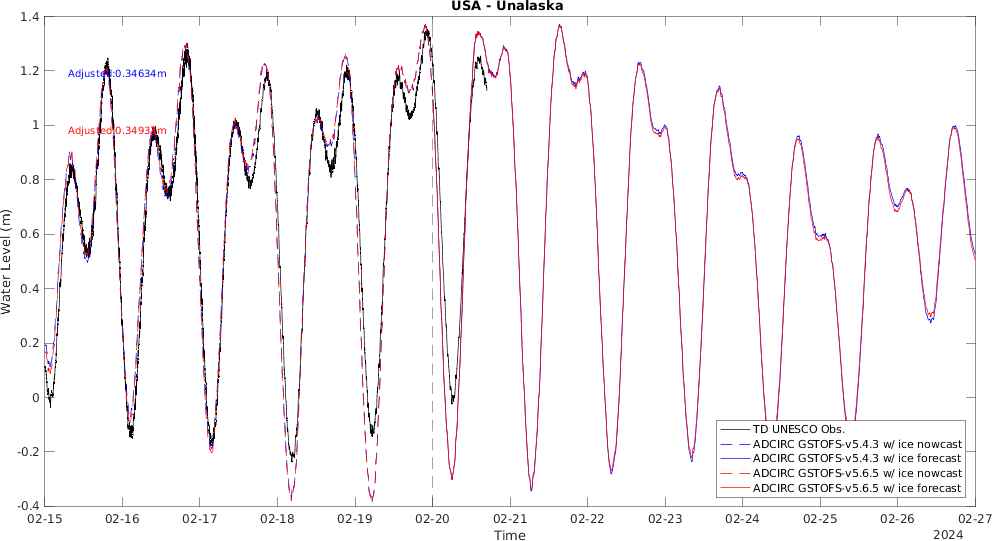 USA - Unalaska
1.4
1.2
1
0.8
0.6
0.4
0.2
0
-0.2
-0.4
Water Level (m)
Adjusted:0.34634m
TD UNESCO Obs.
ADCIRC GSTOFS-v5.4.3 w/ ice nowcast
ADCIRC GSTOFS-v5.4.3 w/ ice forecast
ADCIRC GSTOFS-v5.6.5 w/ ice nowcast
ADCIRC GSTOFS-v5.6.5 w/ ice forecast
02-15 02-16 02-17 02-18 02-19 02-20 02-21 02-22 02-23 02-24 02-25 02-26 02-27
Time
2024